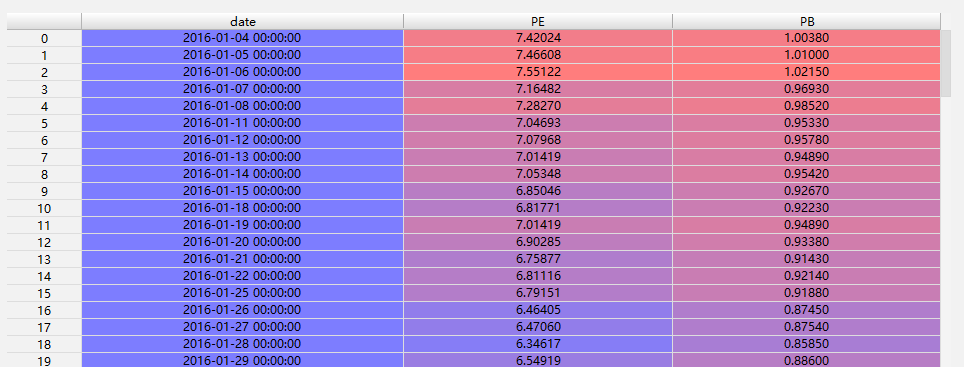 date PE PB
0 2016-01-04 00:00:00 7.42024 1.00380
1 2016-01-05 00:00:00 7.46608 1.01000
2 2016-01-06 00:00:00 7.55122 1.02150
3 2016-01-07 00:00:00 7.16482 0.96930
4 2016-01-08 00:00:00 7.28270 0.98520
5 2016-01-11 00:00:00 7.04693 0.95330
6 2016-01-12 00:00:00 7.07968 0.95780
7 2016-01-13 00:00:00 7.01419 0.94890
8 2016-01-14 00:00:00 7.05348 0.95420
9 2016-01-15 00:00:00 6.85046 0.92670
10 2016-01-18 00:00:00 6.81771 0.92230
11 2016-01-19 00:00:00 7.01419 0.94890
12 2016-01-20 00:00:00 6.90285 0.93380
13 2016-01-21 00:00:00 6.75877 0.91430
14 2016-01-22 00:00:00 6.81116 0.92140
15 2016-01-25 00:00:00 6.79151 0.91880
16 2016-01-26 00:00:00 6.46405 0.87450
17 2016-01-27 00:00:00 6.47060 0.87540
18 2016-01-28 00:00:00 6.34617 0.85850
19 2016-01-29 00:00:00 6.54919 0.88600